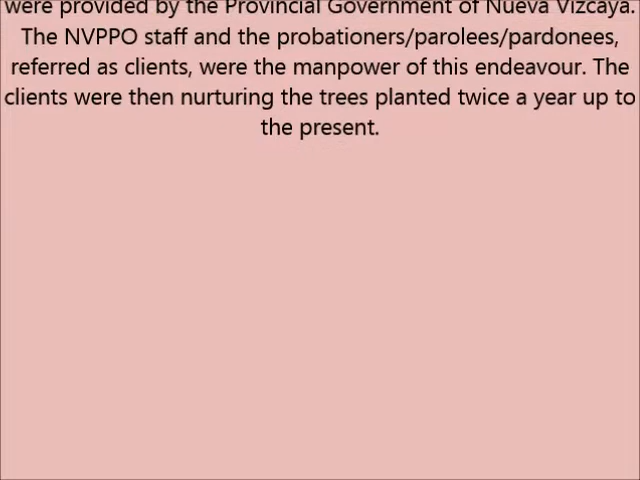 were provided by the Provincial Government of Nueva Vizcaya.
The NVPPO staff and the probationers/parolees/pardonees,
referred as clients, were the manpower of this endeavour. The
clients were then nurturing the trees planted twice a year up to
the present.